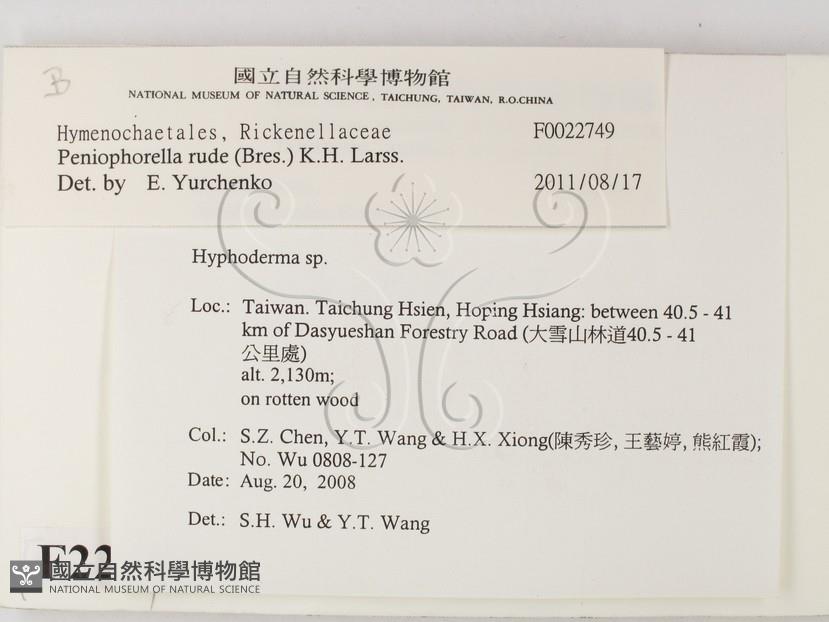 B
國立自然科學博物館
NATIONAL MUSEUM OF NATURAL SCIENCE, TAICHUNG, TAIWAN, R.O.CHINA
Hymenochaetales, Rickenellaceae F0022749
Peniophorella rude (Bres.) K.H. Larss.
Det. by E. Yurchenko 2011/08/17
Hyphoderma sp.
Loc.: Taiwan. Taichung Hsien, Hoping Hsiang: between 40.5 - 41
km of Dasyueshan Forestry Road (大雪山林道40.5 - 41
公里處)
alt. 2,130m;
on rotten wood
Col.: S.Z. Chen, Y.T. Wang & H.X. Xiong(陳秀珍, 王藝婷, 熊紅霞);
No. Wu 0808-127
Date: Aug. 20, 2008
Det.: S.H. Wu & Y.T. Wang
F22
國立自然科學博物館
NATIONAL MUSEUM OF NATURAL SCIENCE